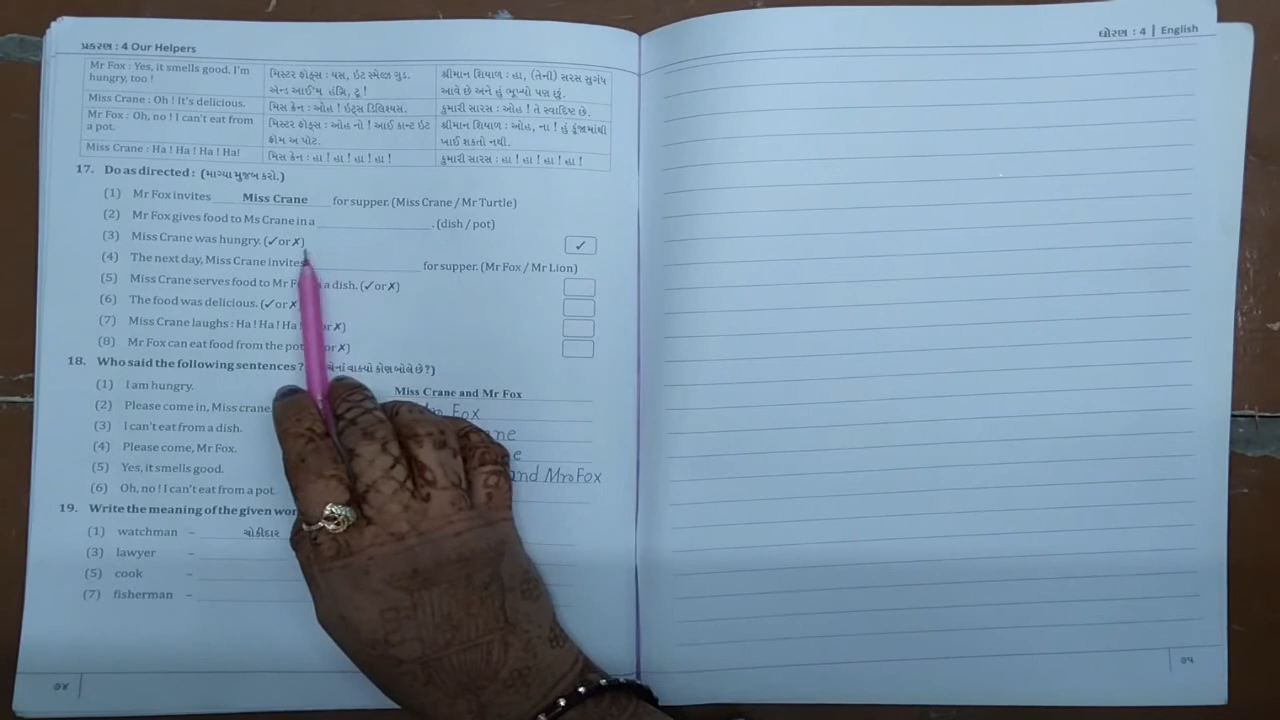 પ્રકરણ : 4 Our Helpers
ધોરણ : 4 | English
Mr Fox : Yes, it smells good. I'm hungry, too !
મિસ્ટર ફોક્સ : યસ, ઇટ સ્મેલ્જ ગુડ. એન્ડ આઈ'મ હંગ્રિ, ટૂ !
શ્રીમાન શિયાળ : હા, (તેની) સરસ સુગંધ આવે છે અને હું ભૂખ્યો પણ છું.
Miss Crane : Oh ! It's delicious.
મિસ ક્રેન : ઓહ ! ઇટ્સ ડિલિશ્યસ.
કુમારી સારસ : ઓહ ! તે સ્વાદિષ્ટ છે.
Mr Fox : Oh, no ! I can't eat from a pot.
મિસ્ટર ફોક્સ : ઓહ નો ! આઈ કાન્ટ ઇટ ફ્રોમ અ પોટ.
શ્રીમાન શિયાળ : ઓહ, ના ! હું કૂંજામાંથી ખાઈ શકતો નથી.
Miss Crane : Ha ! Ha ! Ha ! Ha!
મિસ ક્રેન : હા ! હા ! હા ! હા !
કુમારી સારસ : હા ! હા ! હા ! હા !
17. Do as directed : (માગ્યા મુજબ કરો.)
(1) Mr Fox invites Miss Crane for supper. (Miss Crane / Mr Turtle)
(2) Mr Fox gives food to Ms Crane in a ____ . (dish / pot)
(3) Miss Crane was hungry. (✓ or ✗) ✓
(4) The next day, Miss Crane invites ____ for supper. (Mr Fox / Mr Lion)
(5) Miss Crane serves food to Mr a dish. (✓ or ✗)
(6) The food was delicious. (✓ or ✗
(7) Miss Crane laughs : Ha ! Ha ! Ha ! ✗)
(8) Mr Fox can eat food from the pot ✗)
18. Who said the following sentences ? વાક્યો કોણ બોલે છે ?)
(1) I am hungry. Miss Crane and Mr Fox
(2) Please come in, Miss crane. Fox
(3) I can't eat from a dish.
(4) Please come, Mr Fox.
(5) Yes, it smells good. and Mr Fox
(6) Oh, no ! I can't eat from a pot.
19. Write the meaning of the given
(1) watchman – ચોકીદાર
(3) lawyer –
(5) cook –
(7) fisherman –
૭૪
૭૫